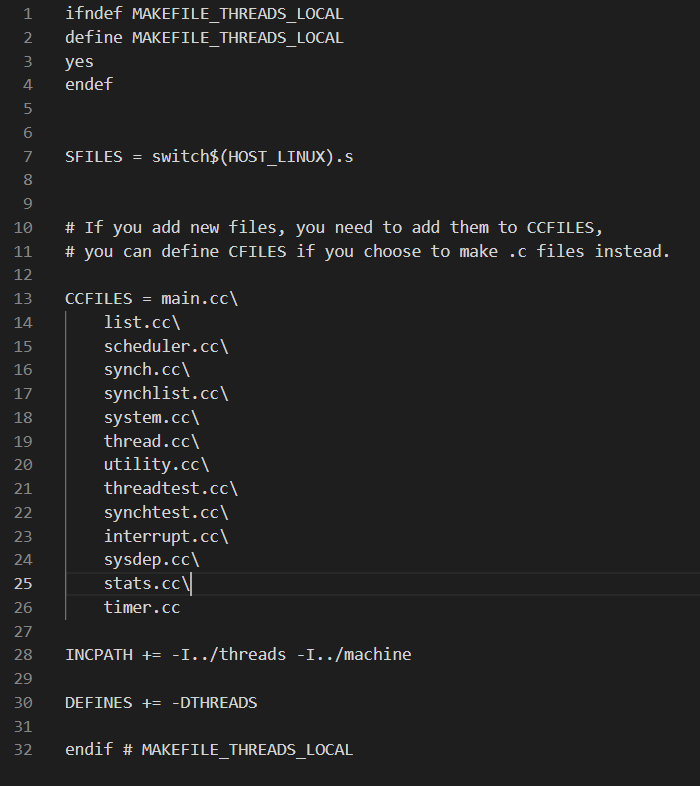 1 ifndef MAKEFILE_THREADS_LOCAL
2 define MAKEFILE_THREADS_LOCAL
3 yes
4 endef
5
6
7 SFILES = switch$(HOST_LINUX).s
8
9
10 # If you add new files, you need to add them to CCFILES,
11 # you can define CFILES if you choose to make .c files instead.
12
13 CCFILES = main.cc\
14 list.cc\
15 scheduler.cc\
16 synch.cc\
17 synchlist.cc\
18 system.cc\
19 thread.cc\
20 utility.cc\
21 threadtest.cc\
22 synchtest.cc\
23 interrupt.cc\
24 sysdep.cc\
25 stats.cc\
26 timer.cc
27
28 INCPATH += -I../threads -I../machine
29
30 DEFINES += -DTHREADS
31
32 endif # MAKEFILE_THREADS_LOCAL